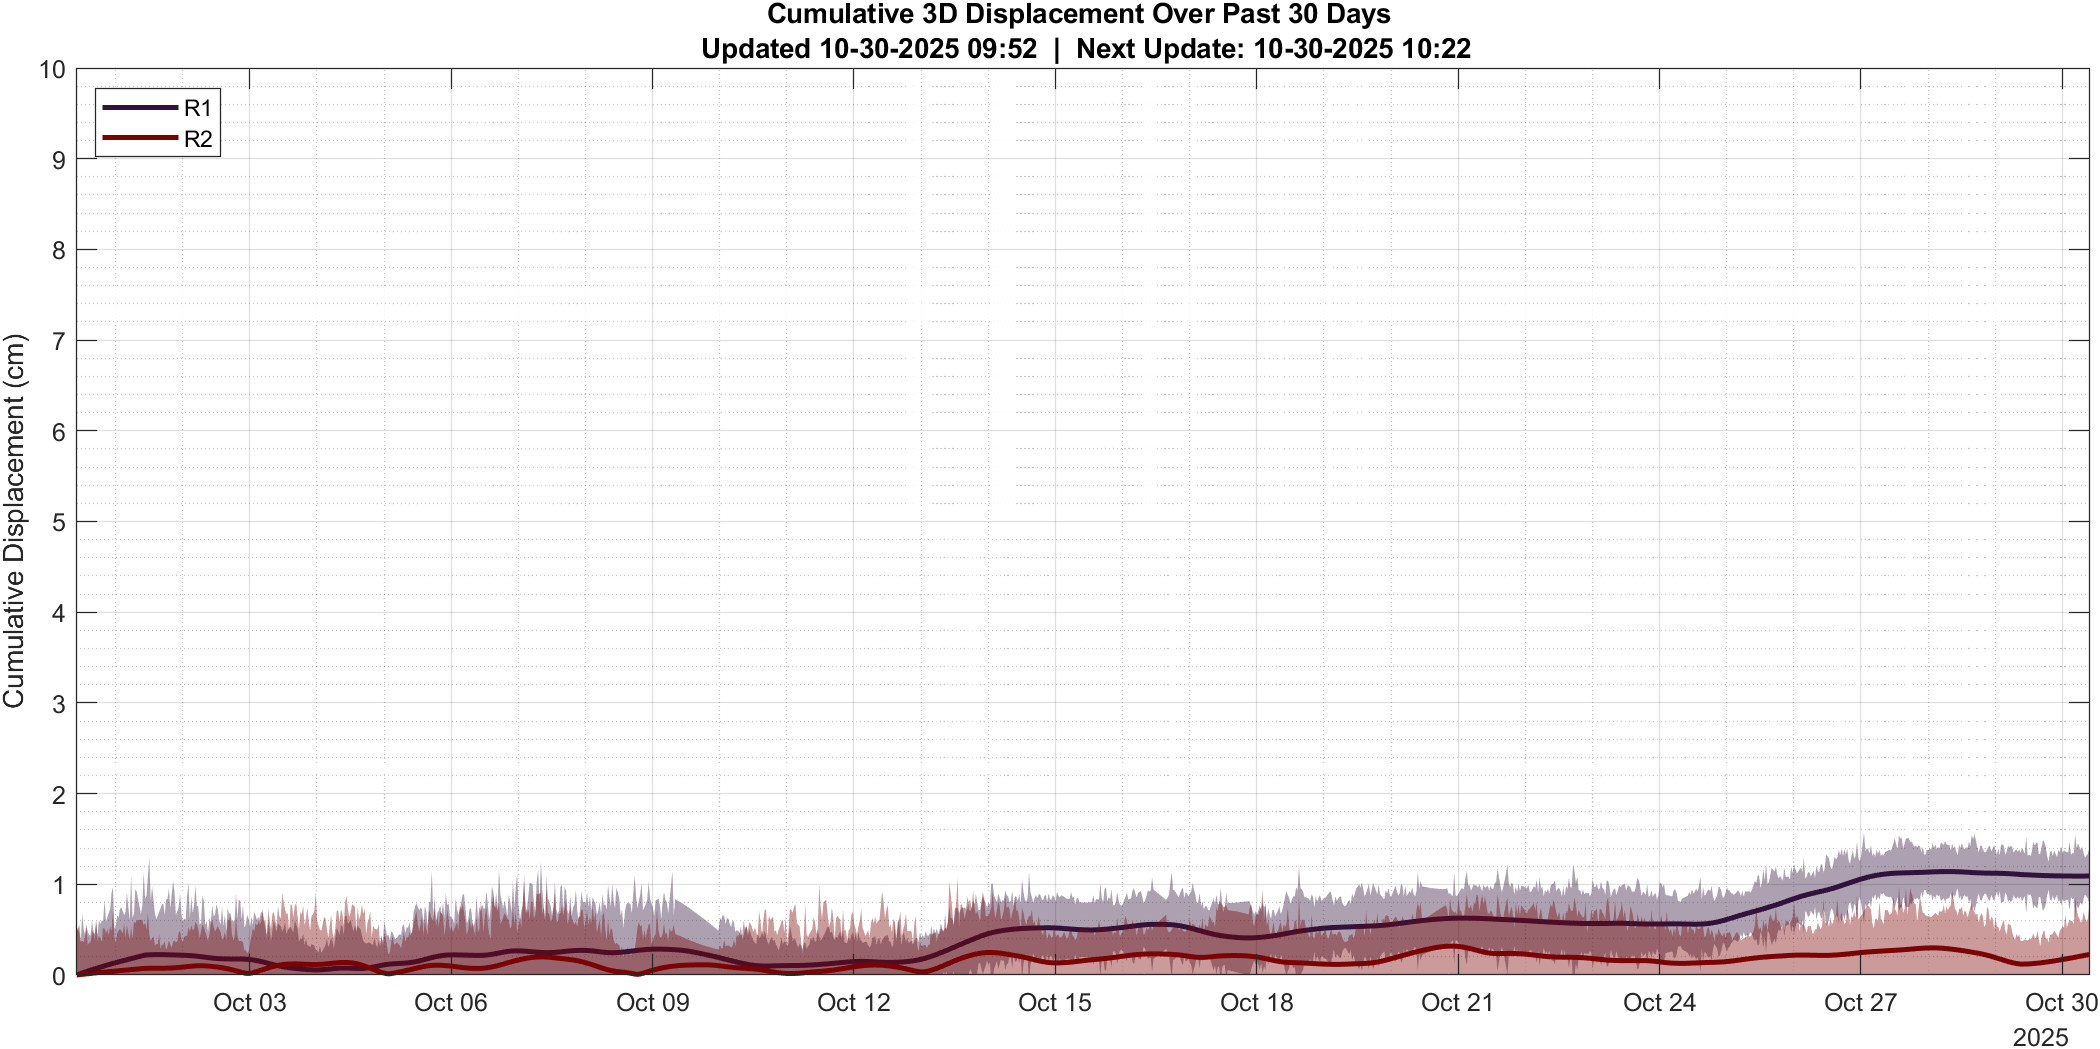 Cumulative 3D Displacement Over Past 30 Days
Updated 10-30-2025 09:52 | Next Update: 10-30-2025 10:22
R1
R2
Cumulative Displacement (cm)
10
9
8
7
6
5
4
3
2
1
0
Oct 03 Oct 06 Oct 09 Oct 12 Oct 15 Oct 18 Oct 21 Oct 24 Oct 27 Oct 30
2025